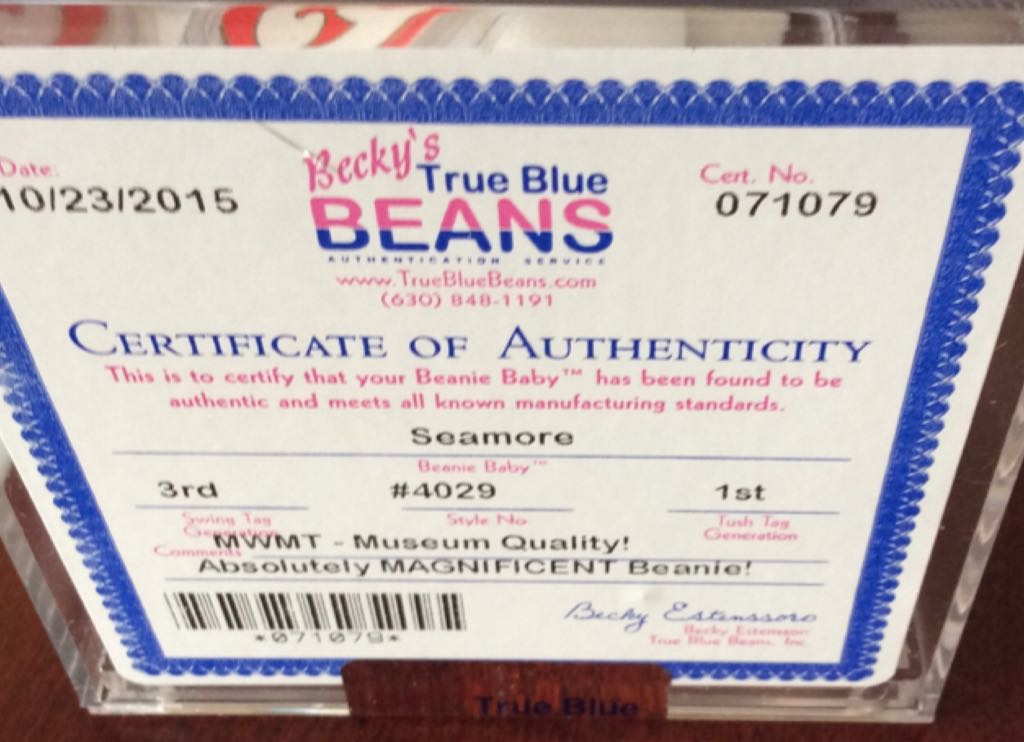 Date:
10/23/2015
Becky's
True Blue
BEANS
AUTHENTICATION SERVICE
www.TrueBlueBeans.com
(630) 848-1191
Cert. No.
071079
CERTIFICATE OF AUTHENTICITY
This is to certify that your Beanie Baby™ has been found to be
authentic and meets all known manufacturing standards.
Seamore
Beanie Baby™
3rd #4029 1st
Swing Tag Generation Style No. Tush Tag Generation
Comments MWMT - Museum Quality!
Absolutely MAGNIFICENT Beanie!
*071079*
Becky Estenssoro
Becky Estenssoro
True Blue Beans, Inc.
True Blue